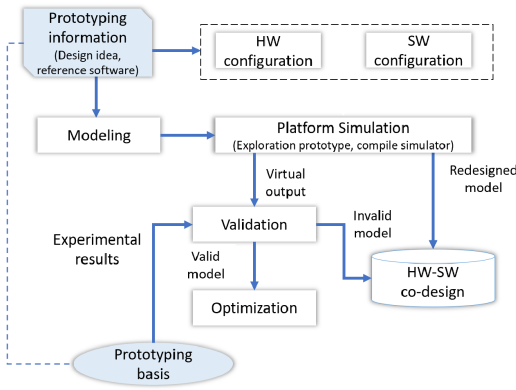 Prototyping
information
(Design idea,
reference software)
HW
configuration
SW
configuration
Modeling
Platform Simulation
(Exploration prototype, compile simulator)
Virtual
output
Redesigned
model
Experimental
results
Validation
Invalid
model
Valid
model
HW-SW
co-design
Optimization
Prototyping
basis